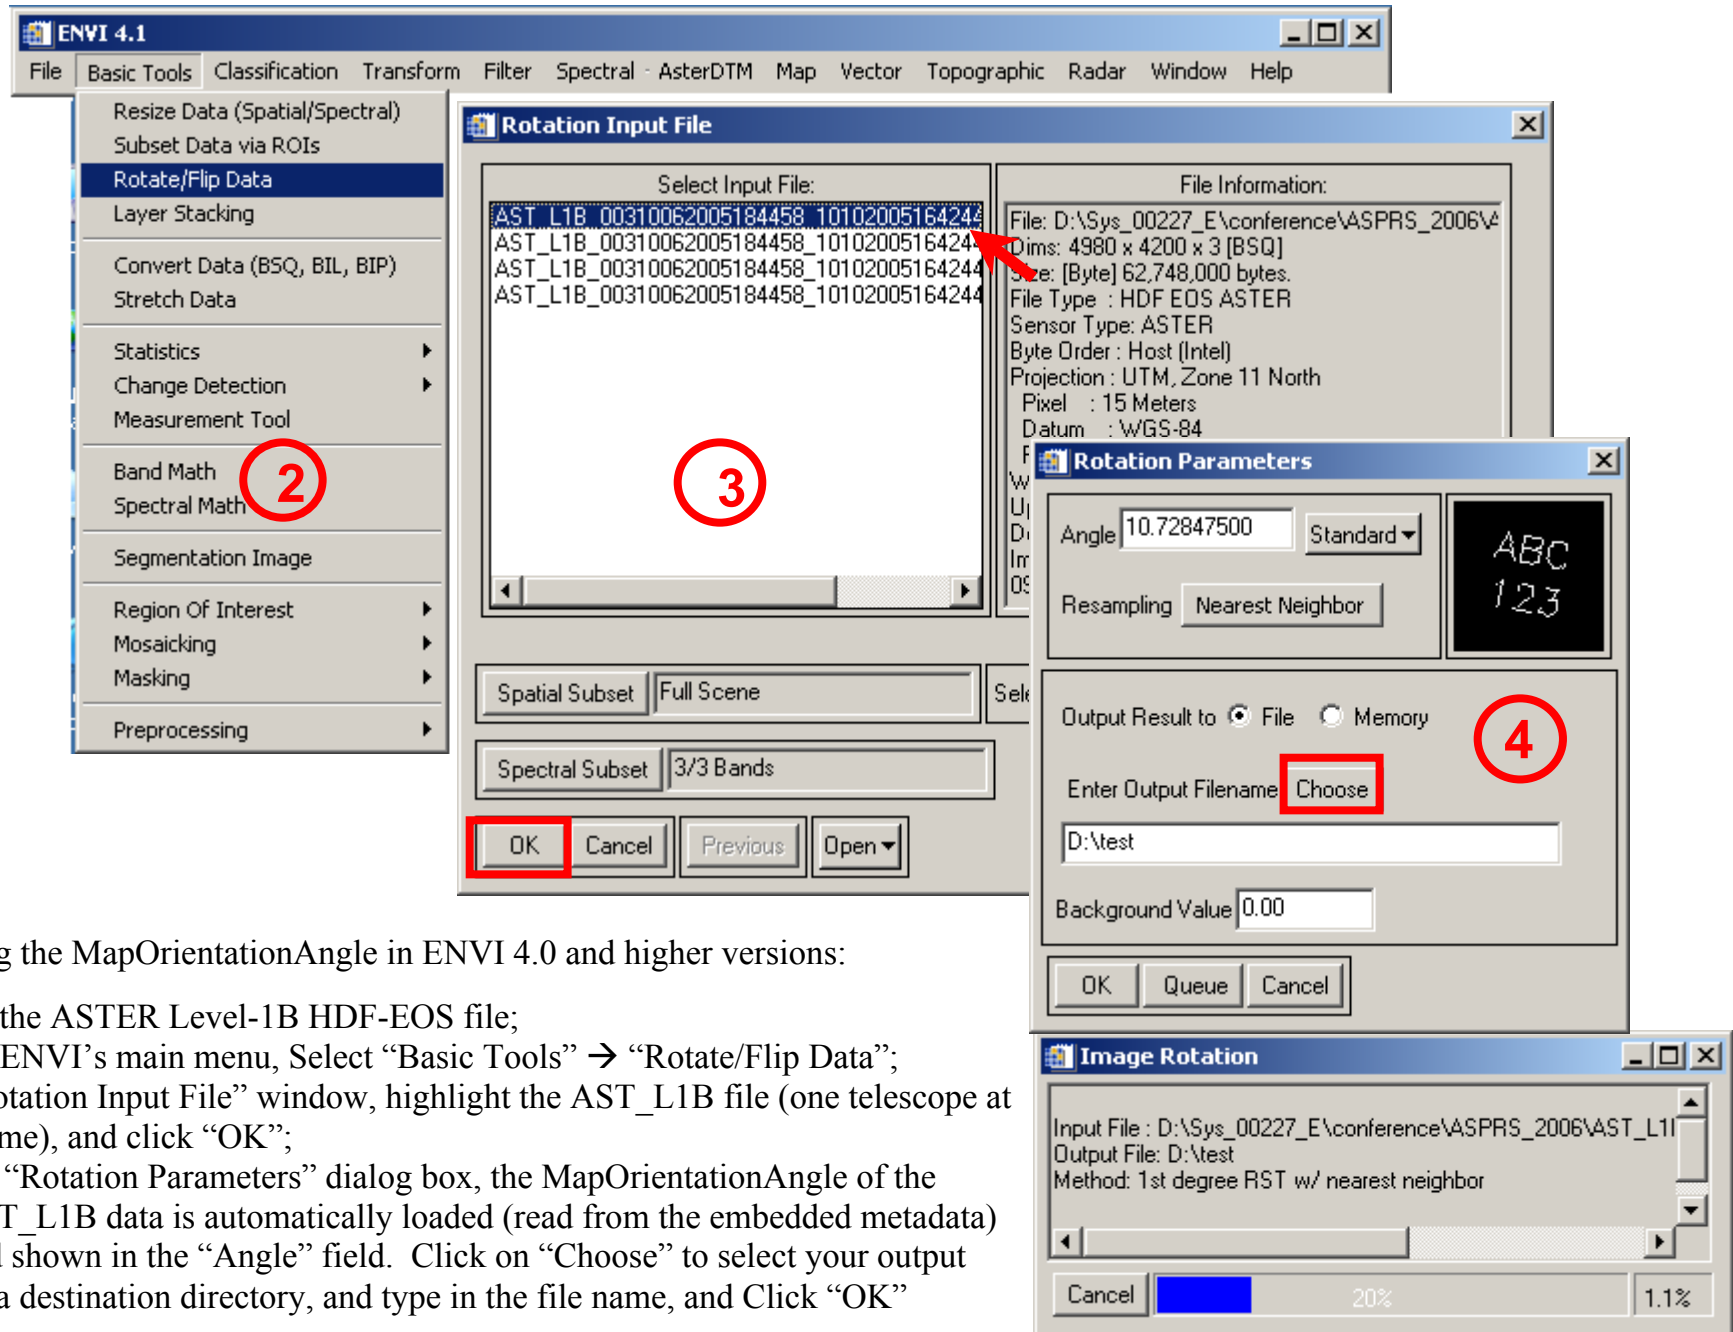 ENVI 4.1
File Basic Tools Classification Transform Filter Spectral AsterDTM Map Vector Topographic Radar Window Help
Resize Data (Spatial/Spectral)
Subset Data via ROIs
Rotate/Flip Data
Layer Stacking
Convert Data (BSQ, BIL, BIP)
Stretch Data
Statistics
Change Detection
Measurement Tool
Band Math
Spectral Math
2
Segmentation Image
Region Of Interest
Mosaicking
Masking
Preprocessing
Rotation Input File
Select Input File:
AST_L1B_00310062005184458_10102005164244
AST_L1B_00310062005184458_10102005164244
AST_L1B_00310062005184458_10102005164244
AST_L1B_00310062005184458_10102005164244
3
File Information:
File: D:\Sys_00227_E\conference\ASPRS_2006\A
Dims: 4980 x 4200 x 3 [BSQ]
Size: [Byte] 62,748,000 bytes.
File Type : HDF EOS ASTER
Sensor Type: ASTER
Byte Order : Host (Intel)
Projection : UTM, Zone 11 North
Pixel : 15 Meters
Datum : WGS-84
Spatial Subset Full Scene
Spectral Subset 3/3 Bands
OK Cancel Previous Open
Rotation Parameters
Angle 10.72847500 Standard
Resampling Nearest Neighbor
ABC
123
Output Result to File Memory
4
Enter Output Filename Choose
D:\test
Background Value 0.00
OK Queue Cancel
Image Rotation
Input File : D:\Sys_00227_E\conference\ASPRS_2006\AST_L1
Output File: D:\test
Method: 1st degree RST w/ nearest neighbor
Cancel 20% 1.1%
g the MapOrientationAngle in ENVI 4.0 and higher versions:
the ASTER Level-1B HDF-EOS file;
ENVI’s main menu, Select “Basic Tools” → “Rotate/Flip Data”;
otation Input File” window, highlight the AST_L1B file (one telescope at
me), and click “OK”;
“Rotation Parameters” dialog box, the MapOrientationAngle of the
T_L1B data is automatically loaded (read from the embedded metadata)
d shown in the “Angle” field. Click on “Choose” to select your output
a destination directory, and type in the file name, and Click “OK”